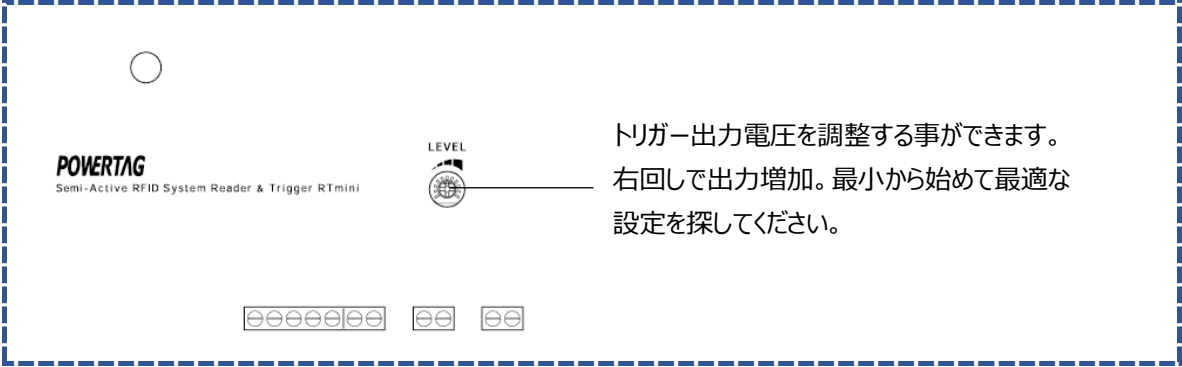 POWERTAG
Semi-Active RFID System Reader & Trigger RTmini
LEVEL
トリガー出力電圧を調整する事ができます。
右回しで出力増加。最小から始めて最適な
設定を探してください。